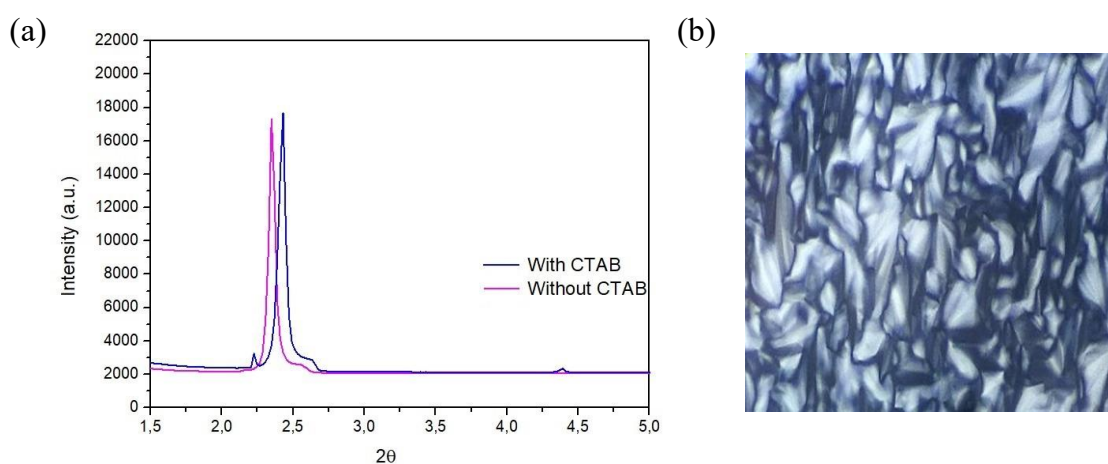 (a)
(b)
22000
20000
18000
16000
14000
12000
10000
8000
6000
4000
2000
0
Intensity (a.u.)
With CTAB
Without CTAB
1,5 2,0 2,5 3,0 3,5 4,0 4,5 5,0
2θ